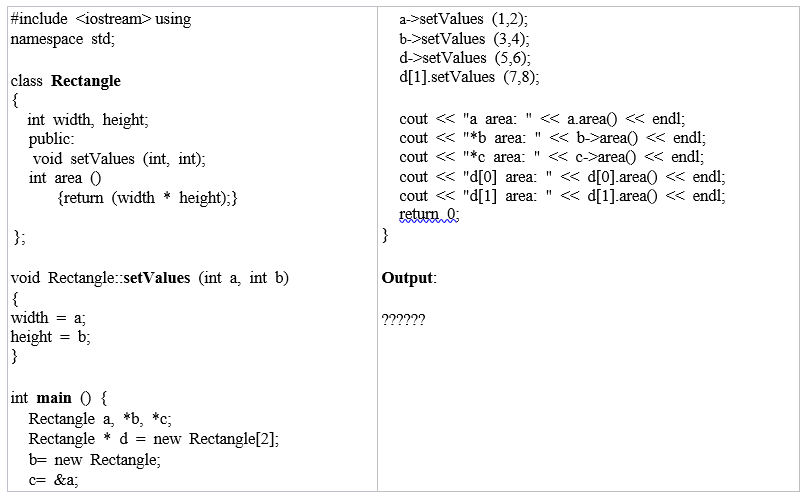 #include <iostream> using
namespace std;
class Rectangle
{
int width, height;
public:
void setValues (int, int);
int area ()
{return (width * height);}
};
void Rectangle::setValues (int a, int b)
{
width = a;
height = b;
}
int main () {
Rectangle a, *b, *c;
Rectangle * d = new Rectangle[2];
b= new Rectangle;
c= &a;
a->setValues (1,2);
b->setValues (3,4);
d->setValues (5,6);
d[1].setValues (7,8);
cout << "a area: " << a.area() << endl;
cout << "*b area: " << b->area() << endl;
cout << "*c area: " << c->area() << endl;
cout << "d[0] area: " << d[0].area() << endl;
cout << "d[1] area: " << d[1].area() << endl;
return 0;
}
Output:
??????